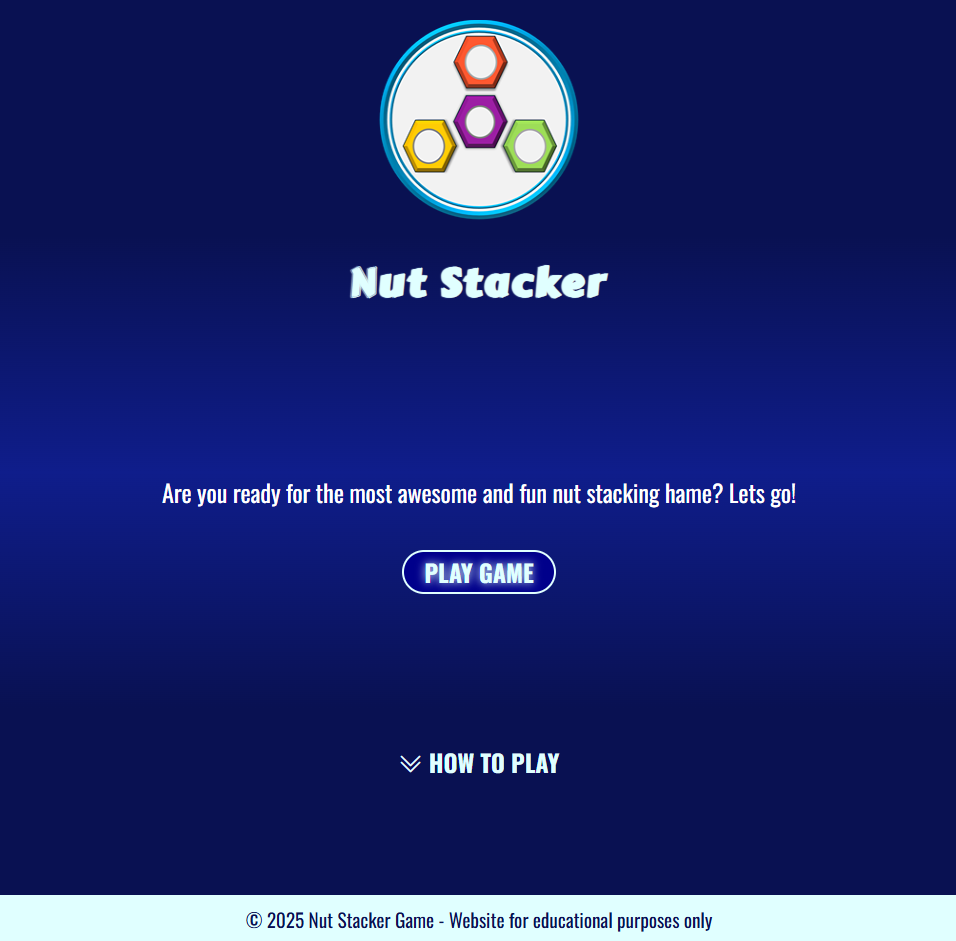 Nut Stacker
Are you ready for the most awesome and fun nut stacking hame? Lets go!
PLAY GAME
HOW TO PLAY
© 2025 Nut Stacker Game - Website for educational purposes only